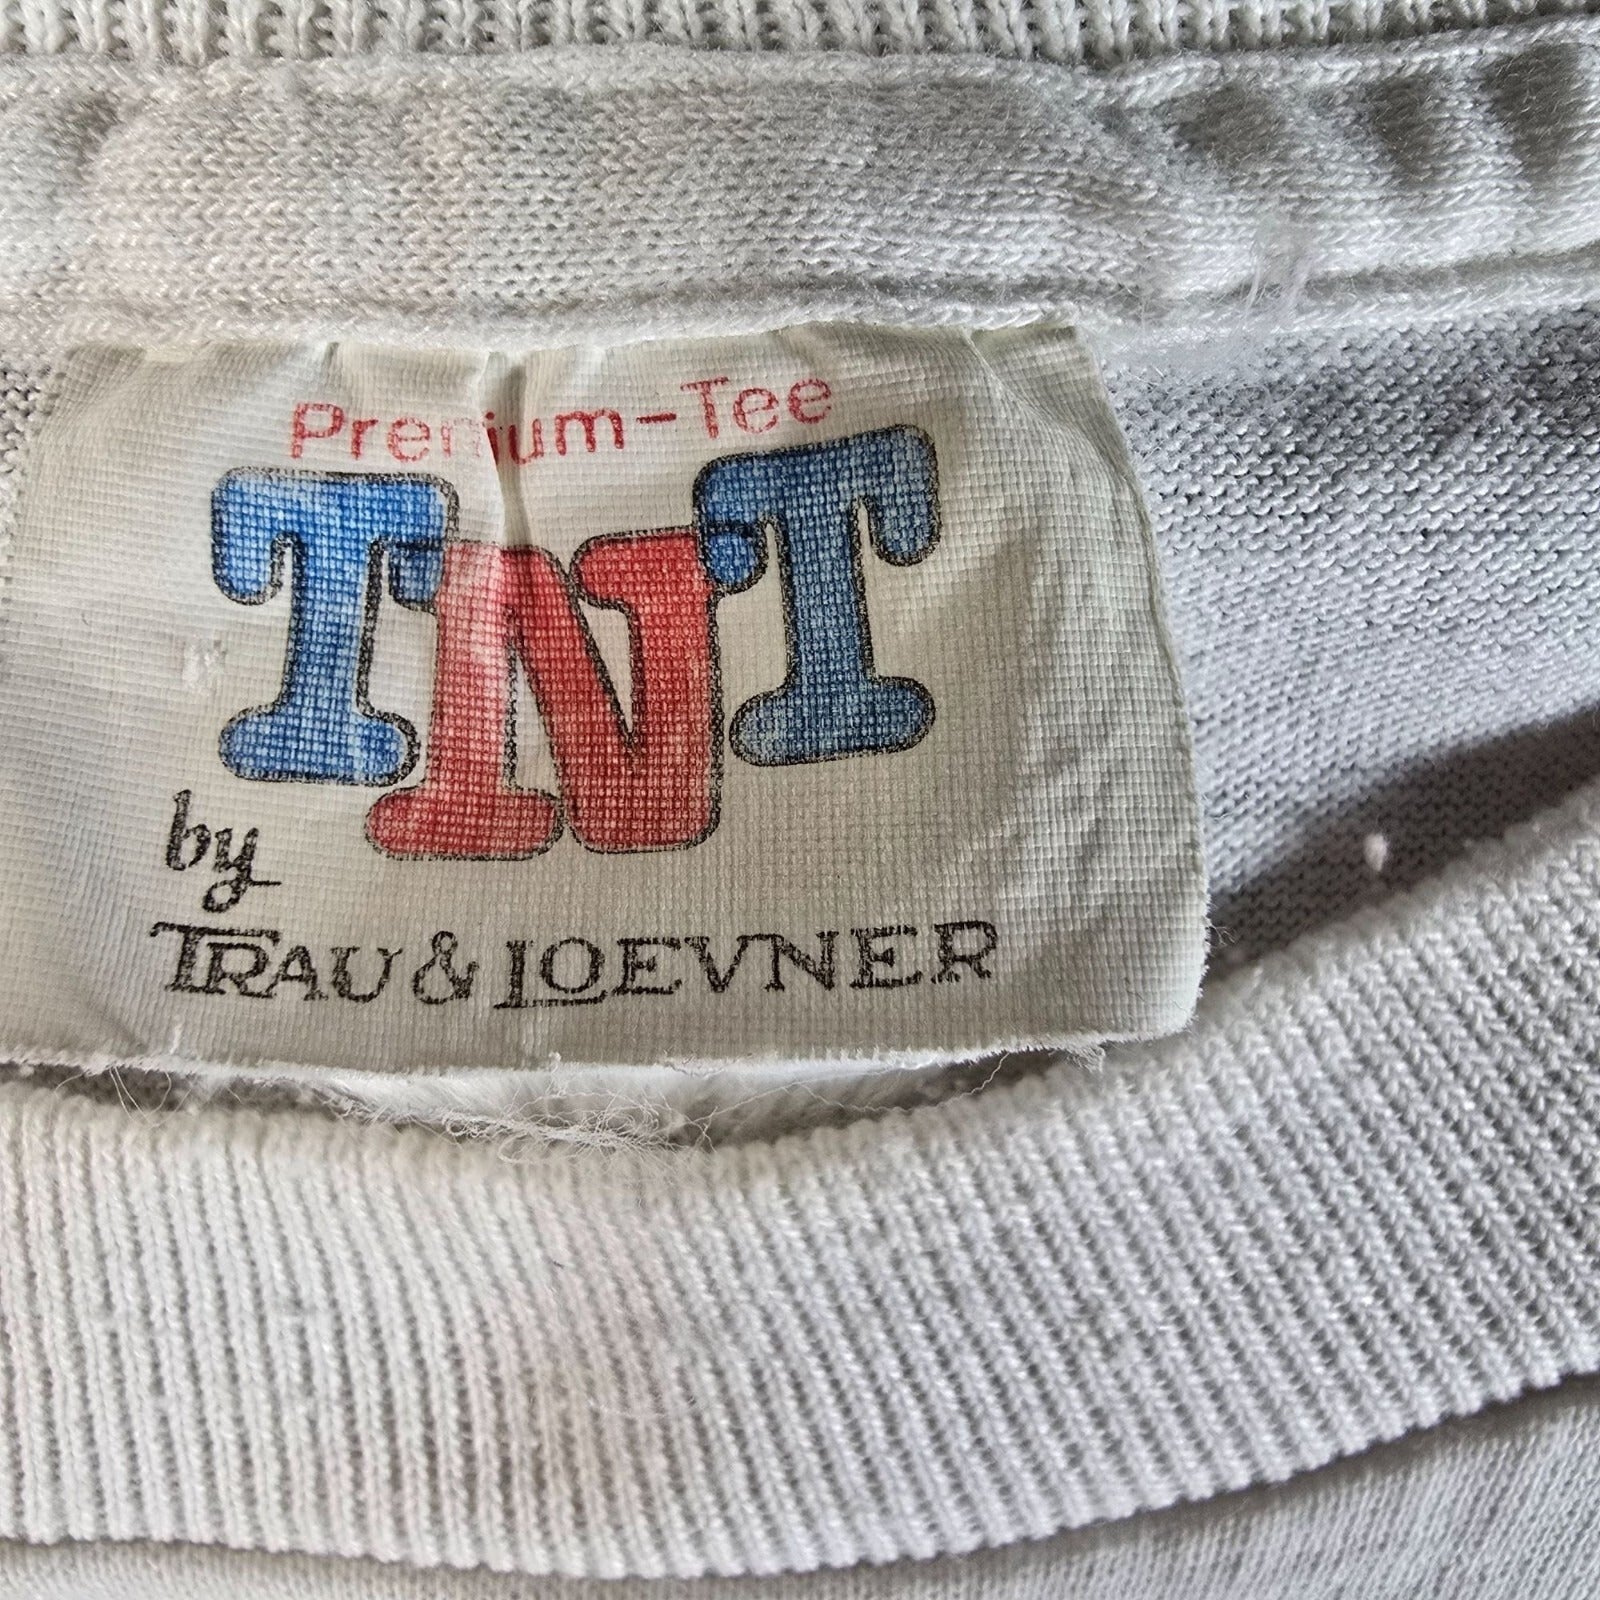 Premium-Tee
TNT
by
TRAU & LOEVNER